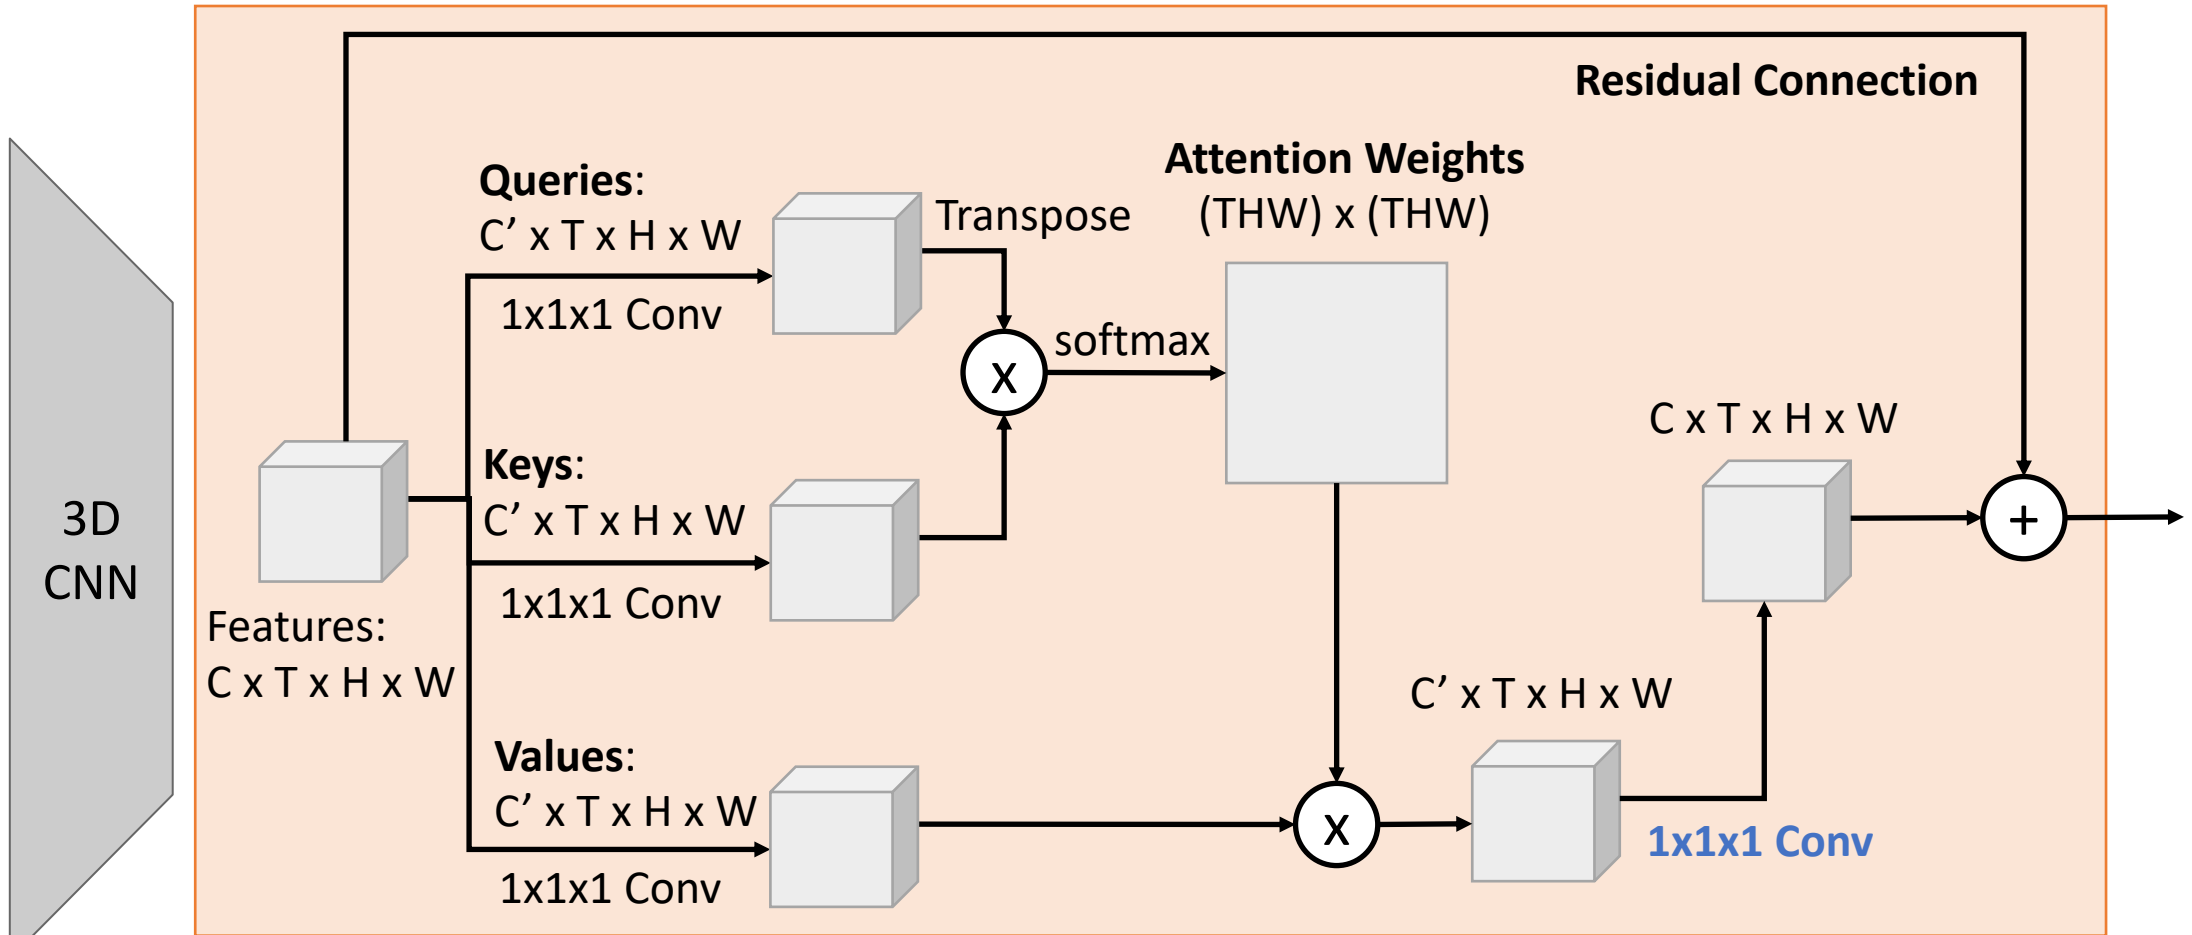 Residual Connection
Attention Weights
(THW) x (THW)
Queries:
C’ x T x H x W
1x1x1 Conv
Transpose
x
softmax
3D
CNN
Features:
C x T x H x W
Keys:
C’ x T x H x W
1x1x1 Conv
Values:
C’ x T x H x W
1x1x1 Conv
x
C’ x T x H x W
1x1x1 Conv
C x T x H x W
+